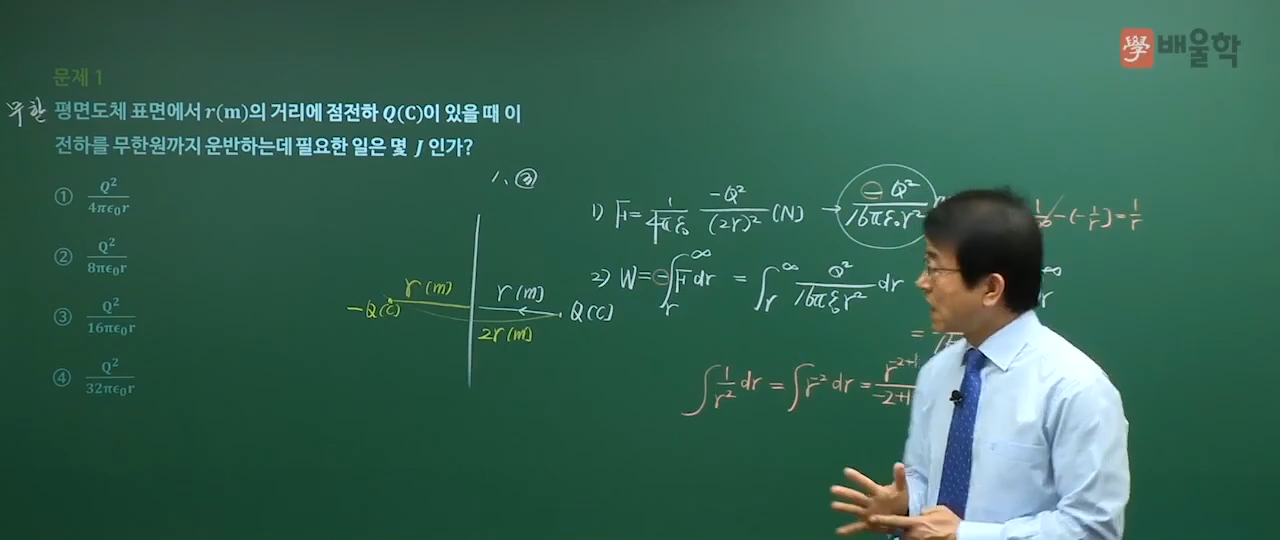 學 배울학
문제 1
무한 평면도체 표면에서 r(m)의 거리에 점전하 Q(C)이 있을 때 이
전하를 무한원까지 운반하는데 필요한 일은 몇 J 인가?
① Q²/4πϵ₀r
② Q²/8πϵ₀r
③ Q²/16πϵ₀r
④ Q²/32πϵ₀r
1. ③
r(m)
r(m)
-Q(C)
Q(C)
2r(m)
1) F = 1/4πε₀ -Q²/(2r)² (N) → -Q²/16πε₀r²
1/∞ - (-1/r) = 1/r
2) W = -∫r^∞ F dr = ∫r^∞ Q²/16πε₀r² dr
∞
r
=
∫ 1/r² dr = ∫ r⁻² dr = r⁻²⁺¹/-2+1